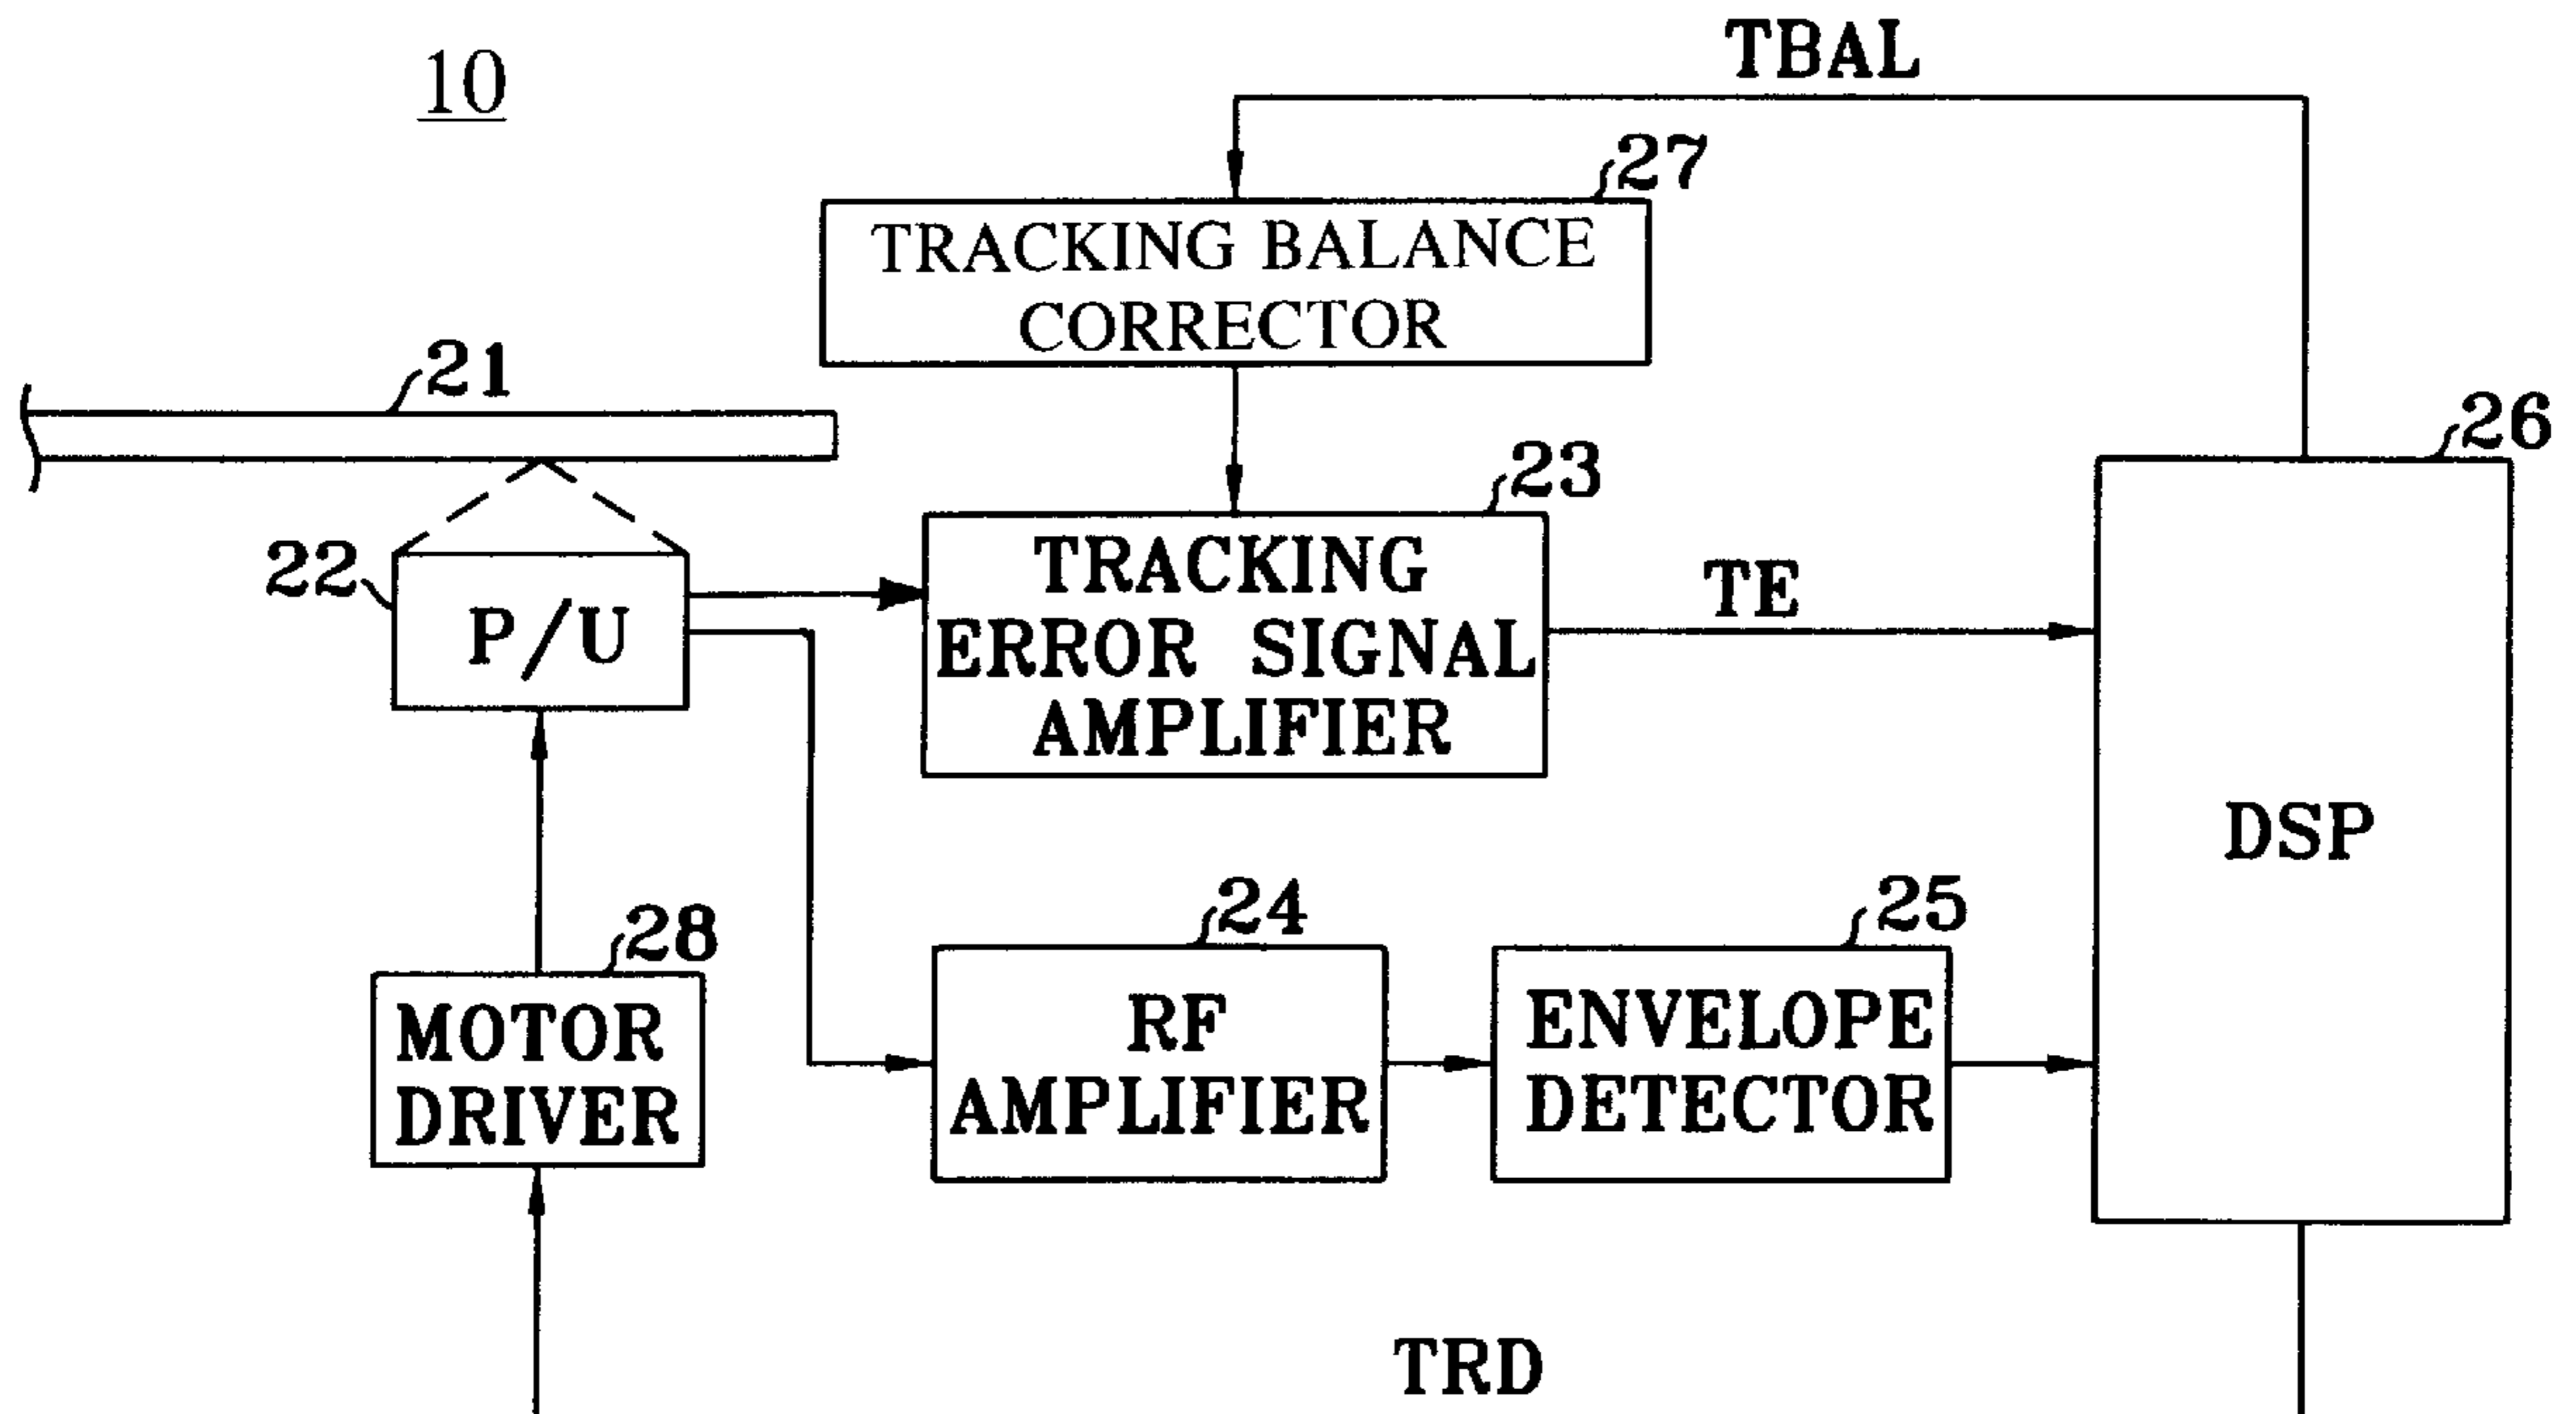 10
TBAL
27
TRACKING BALANCE
CORRECTOR
21
26
23
22
P/U
TRACKING
ERROR SIGNAL
AMPLIFIER
TE
DSP
28
MOTOR
DRIVER
24
RF
AMPLIFIER
25
ENVELOPE
DETECTOR
TRD